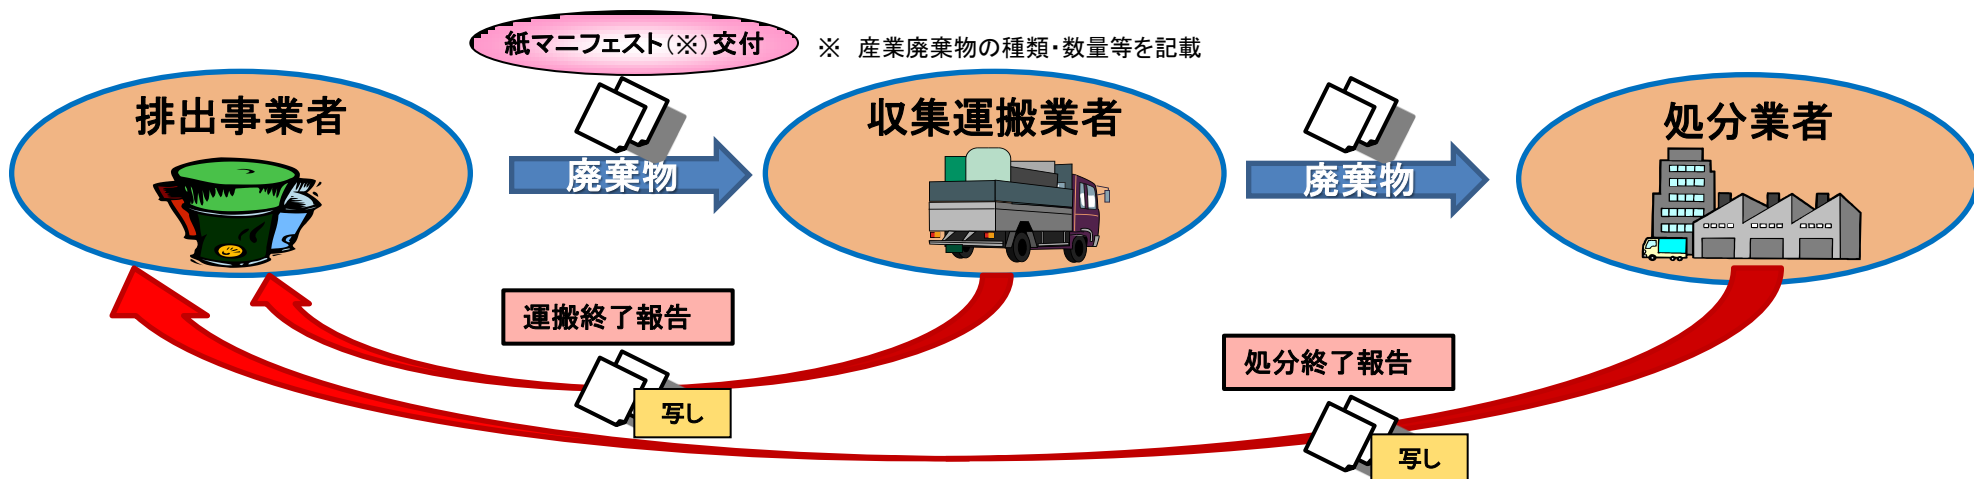 紙マニフェスト(※)交付
※　産業廃棄物の種類・数量等を記載
排出事業者
収集運搬業者
処分業者
廃棄物
廃棄物
運搬終了報告
処分終了報告
写し
写し